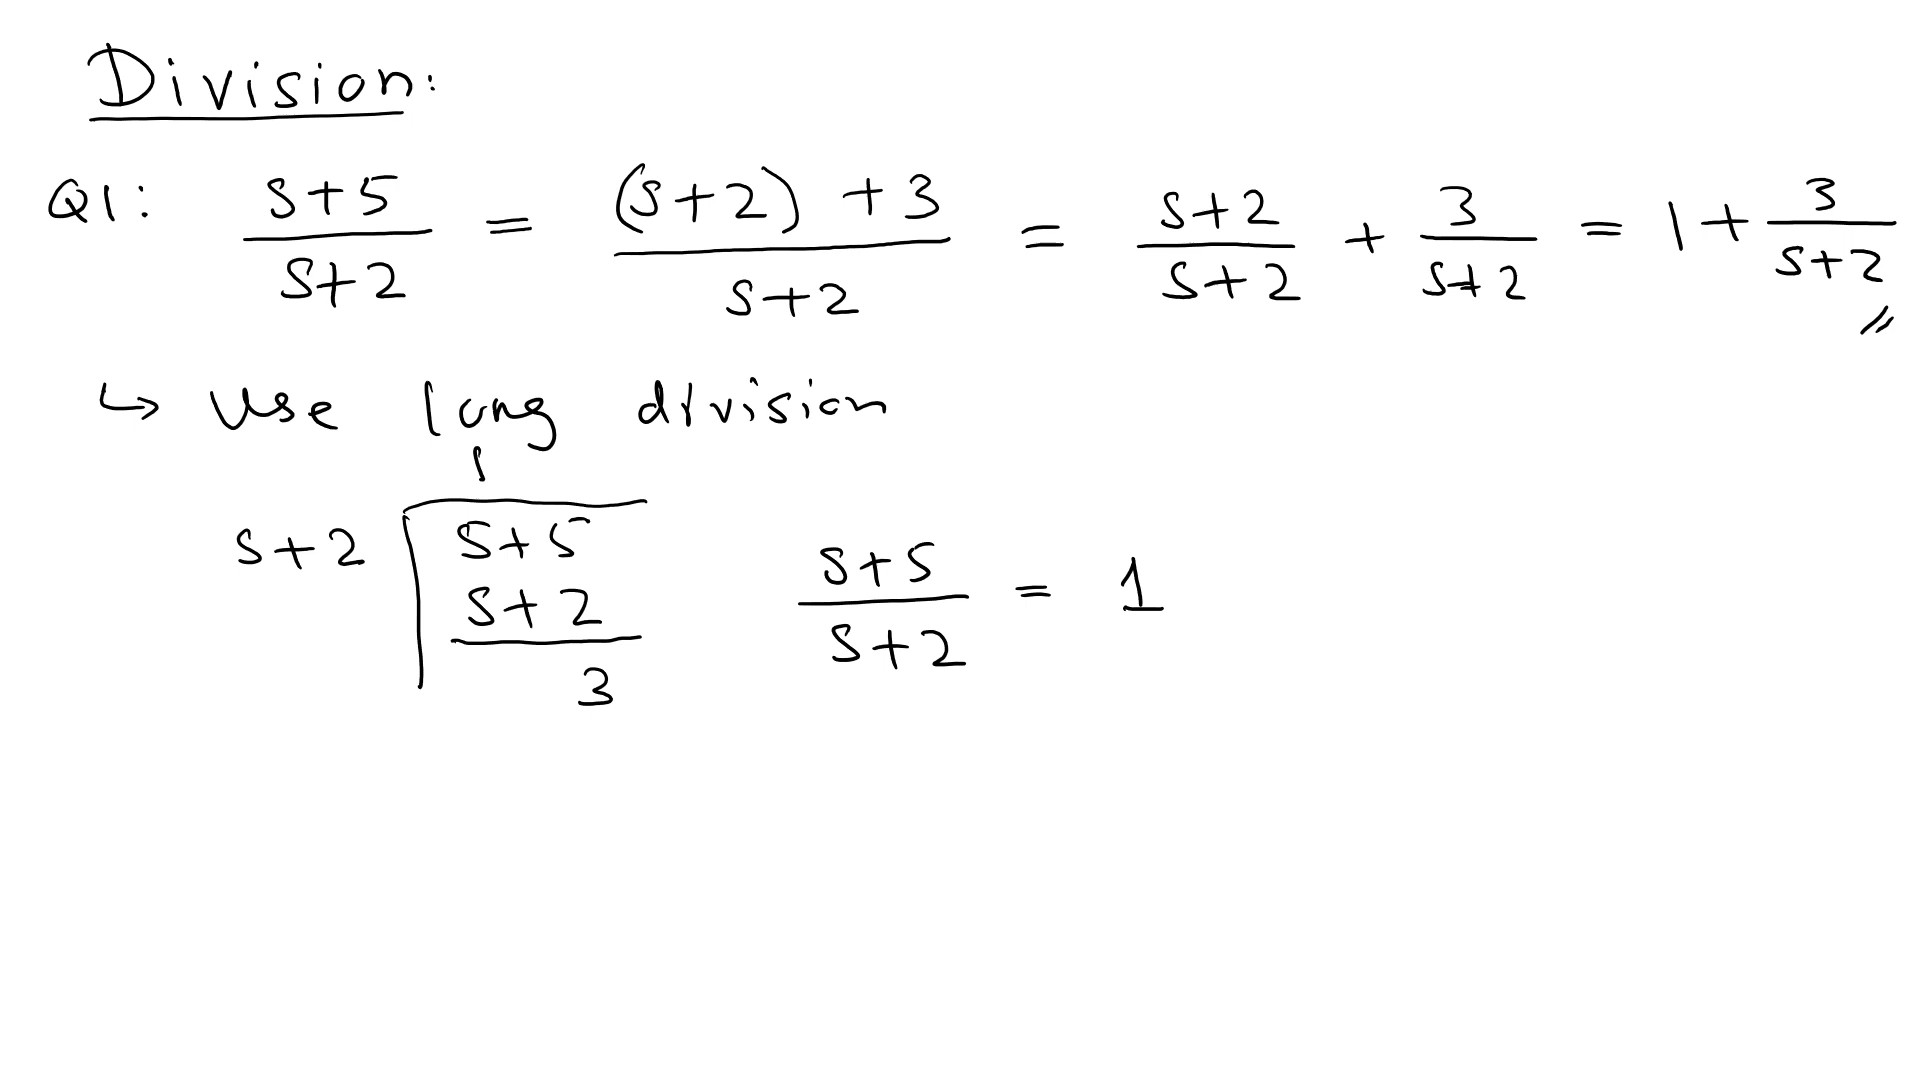 Division:
Q1: (s+5)/(s+2) = ((s+2)+3)/(s+2) = (s+2)/(s+2) + 3/(s+2) = 1 + 3/(s+2) //
↳ Use long division
1
s+2 | s+5
s+2
3
(s+5)/(s+2) = 1